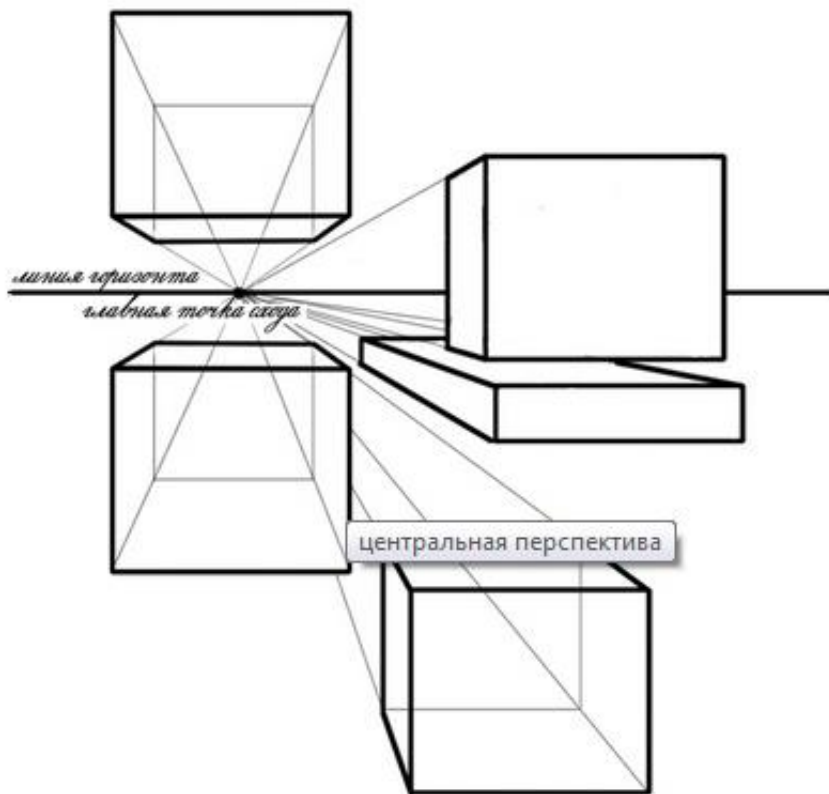 линия горизонта
главная точка схода
центральная перспектива